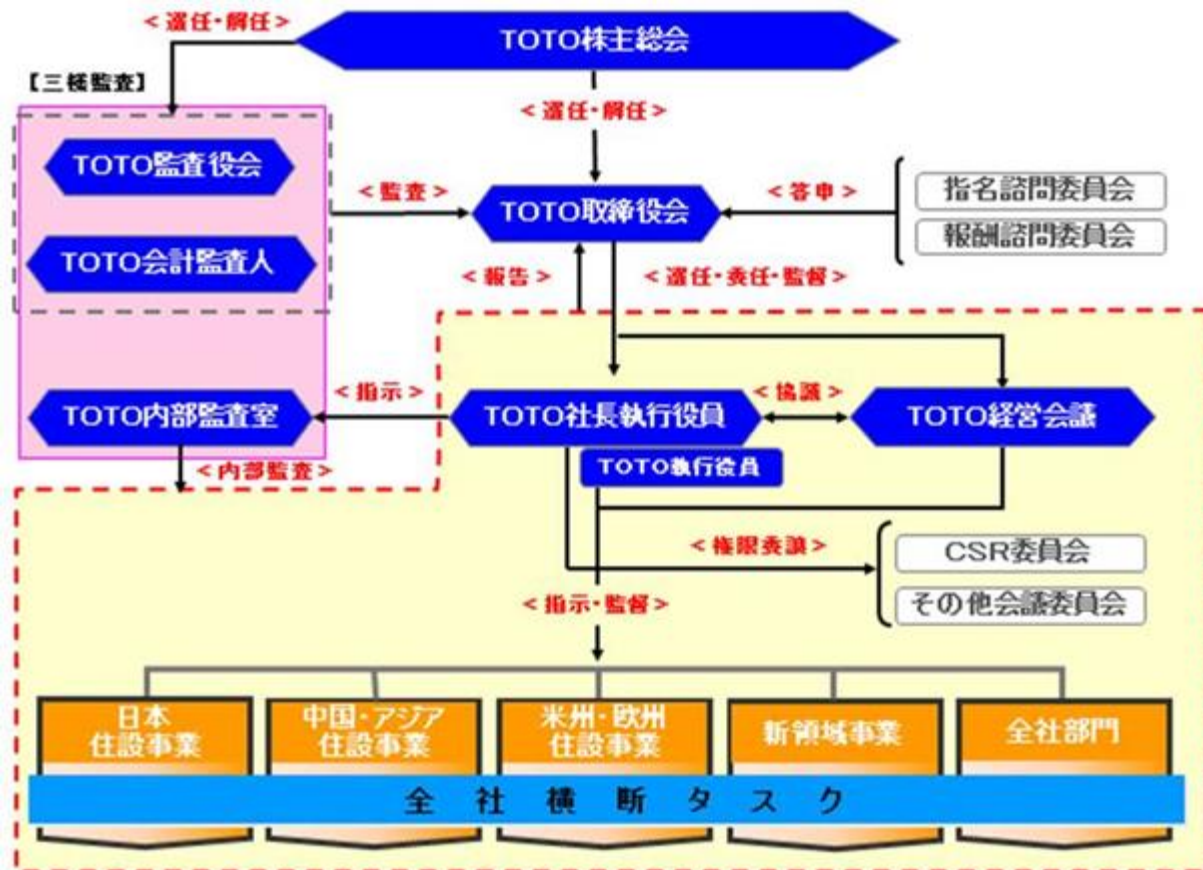 <選任・解任>
TOTO株主総会
【三様監査】
<選任・解任>
TOTO監査役会
<監査>
TOTO取締役会
<答申>
指名諮問委員会
報酬諮問委員会
TOTO会計監査人
<報告>
<選任・委任・監督>
TOTO内部監査室
<指示>
TOTO社長執行役員
<協議>
TOTO経営会議
TOTO執行役員
<内部監査>
<権限委譲>
CSR委員会
その他会議委員会
<指示・監督>
日本
住設事業
中国・アジア
住設事業
米州・欧州
住設事業
新領域事業
全社部門
全社横断タスク